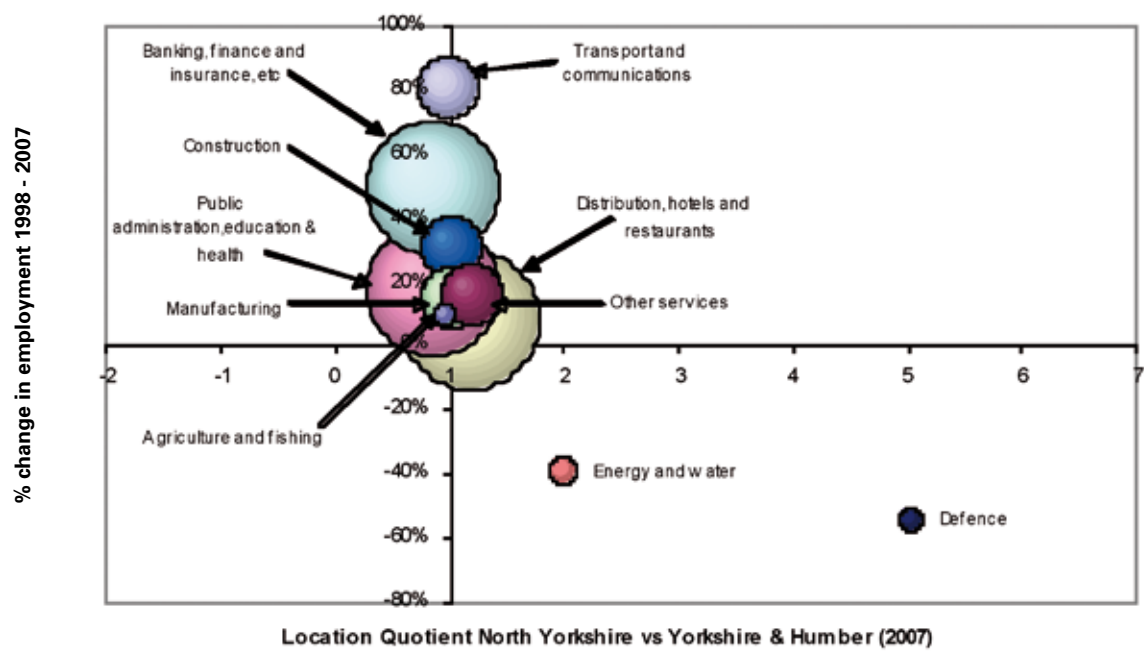 100%
Banking, finance and
insurance, etc
Transport and
communications
80%
Construction
60%
Public
administration, education &
health
40%
Distribution, hotels and
restaurants
20%
Manufacturing
Other services
0%
-2 -1 0 1 2 3 4 5 6 7
-20%
Agriculture and fishing
-40%
Energy and water
Defence
-60%
-80%
% change in employment 1998 - 2007
Location Quotient North Yorkshire vs Yorkshire & Humber (2007)